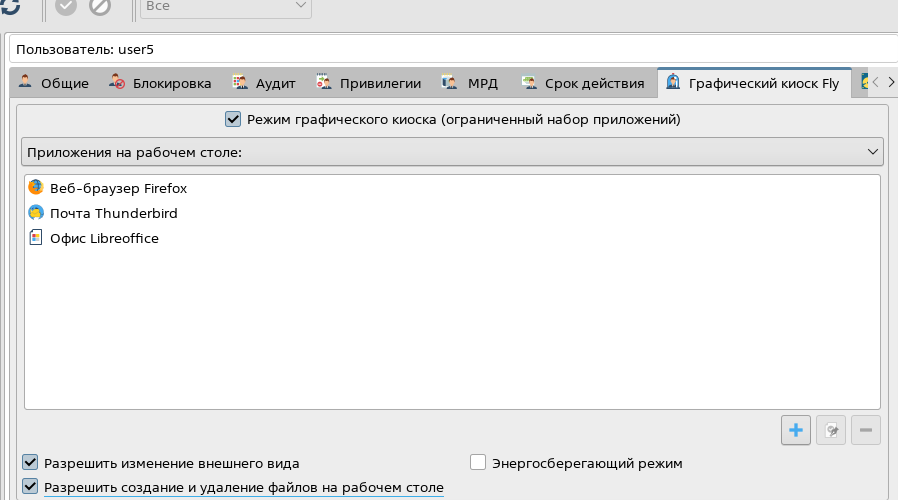 Все
Пользователь: user5
Общие Блокировка Аудит Привилегии МРД Срок действия Графический киоск Fly
Режим графического киоска (ограниченный набор приложений)
Приложения на рабочем столе:
Веб-браузер Firefox
Почта Thunderbird
Офис Libreoffice
Разрешить изменение внешнего вида Энергосберегающий режим
Разрешить создание и удаление файлов на рабочем столе